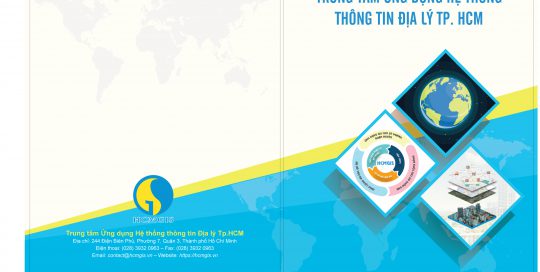 TRUNG TÂM ỨNG DỤNG HỆ THỐNG
THÔNG TIN ĐỊA LÝ TP. HCM
HCMGIS
HCMGIS
Trung tâm Ứng dụng Hệ thống thông tin Địa lý Tp.HCM
Địa chỉ: 244 Điện Biên Phủ, Phường 7, Quận 3, Thành phố Hồ Chí Minh
Điện thoại: (028) 3932 0963 – Fax: (028) 3932 0963
Email: contact@hcmgis.vn – Website: https://hcmgis.vn